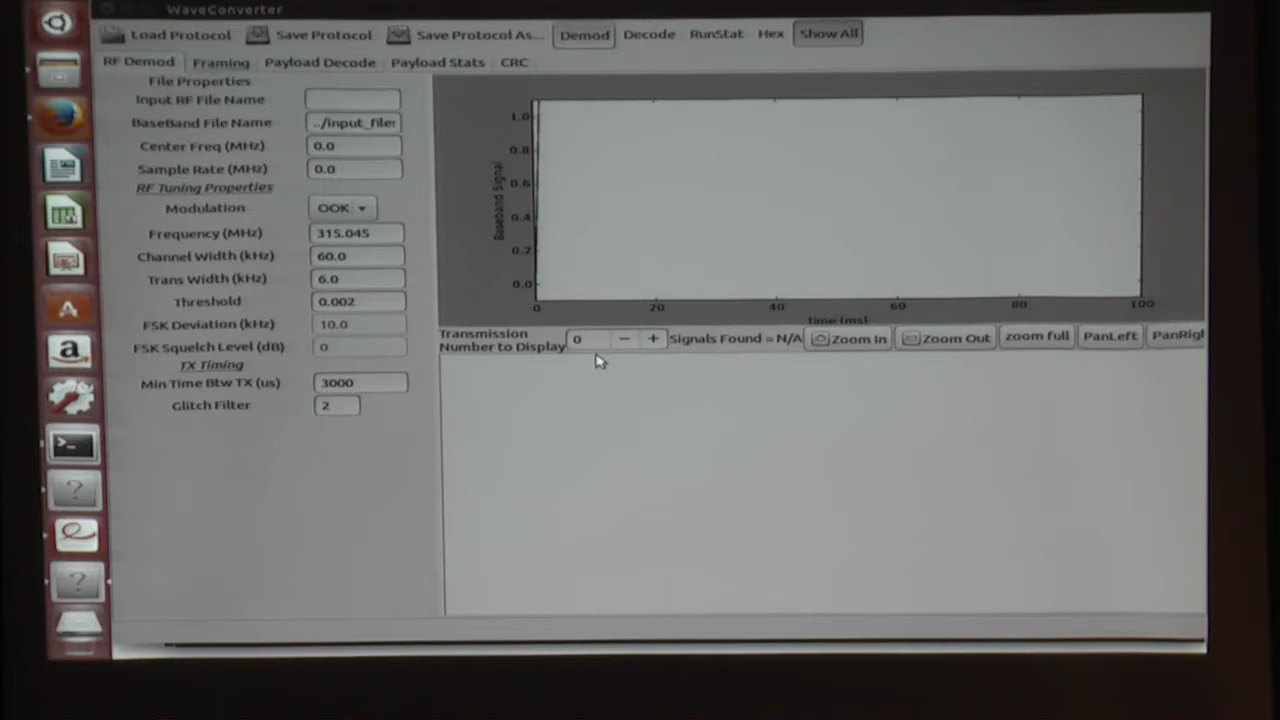 WaveConverter
Load Protocol Save Protocol Save Protocol As... Demod Decode RunStat Hex Show All
RF Demod Framing Payload Decode Payload Stats CRC
File Properties
Input RF File Name
BaseBand File Name ../input_files
Center Freq (MHz) 0.0
Sample Rate (MHz) 0.0
RF Tuning Properties
Modulation OOK
Frequency (MHz) 315.045
Channel Width (kHz) 60.0
Trans Width (kHz) 6.0
Threshold 0.002
FSK Deviation (kHz) 10.0
FSK Squelch Level (dB) 0
TX Timing
Min Time Btw TX (us) 3000
Glitch Filter 2
Baseband Signal
1.0
0.8
0.6
0.4
0.2
0.0
0 20 40 60 80 100
time (ms)
Transmission
Number to Display 0 − + Signals Found = N/A Zoom In Zoom Out zoom full PanLeft PanRigh
>_
? 
?
A
a